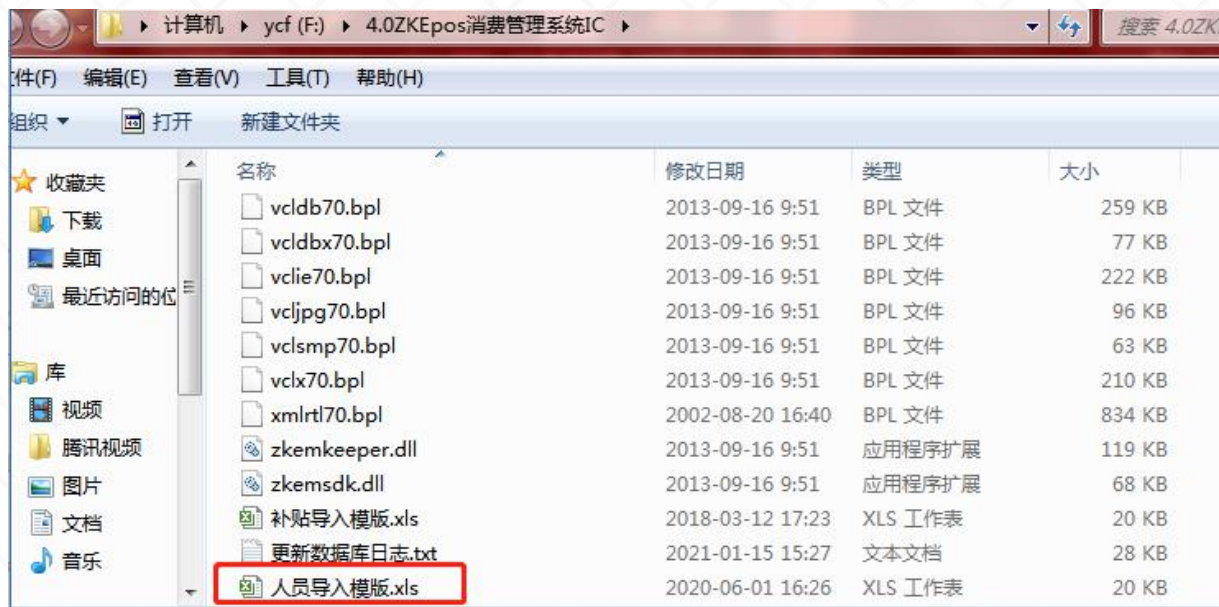 计算机 ycf (F:) 4.0ZKEpos消费管理系统IC 搜索 4.0ZK
件(F) 编辑(E) 查看(V) 工具(T) 帮助(H)
组织 打开 新建文件夹
名称 修改日期 类型 大小
收藏夹
下载
桌面
最近访问的位
库
视频
腾讯视频
图片
文档
音乐
vcldb70.bpl 2013-09-16 9:51 BPL 文件 259 KB
vcldbx70.bpl 2013-09-16 9:51 BPL 文件 77 KB
vclie70.bpl 2013-09-16 9:51 BPL 文件 222 KB
vcljpg70.bpl 2013-09-16 9:51 BPL 文件 96 KB
vclsmp70.bpl 2013-09-16 9:51 BPL 文件 63 KB
vclx70.bpl 2013-09-16 9:51 BPL 文件 210 KB
xmlrtl70.bpl 2002-08-20 16:40 BPL 文件 834 KB
zkemkeeper.dll 2013-09-16 9:51 应用程序扩展 119 KB
zkemsdk.dll 2013-09-16 9:51 应用程序扩展 68 KB
补贴导入模版.xls 2018-03-12 17:23 XLS 工作表 20 KB
更新数据库日志.txt 2021-01-15 15:27 文本文档 28 KB
人员导入模版.xls 2020-06-01 16:26 XLS 工作表 20 KB